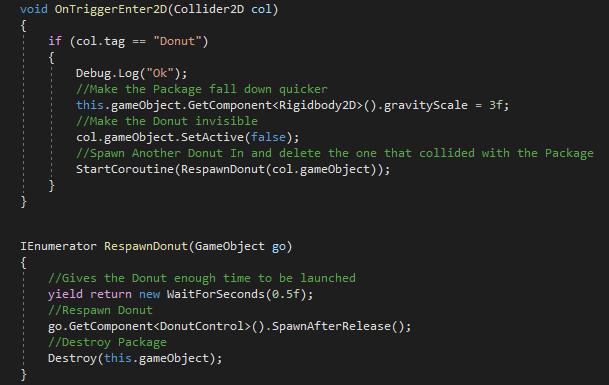 void OnTriggerEnter2D(Collider2D col)
{
    if (col.tag == "Donut")
    {
        Debug.Log("Ok");
        //Make the Package fall down quicker
        this.gameObject.GetComponent<Rigidbody2D>().gravityScale = 3f;
        //Make the Donut invisible
        col.gameObject.SetActive(false);
        //Spawn Another Donut In and delete the one that collided with the Package
        StartCoroutine(RespawnDonut(col.gameObject));
    }
}

IEnumerator RespawnDonut(GameObject go)
{
    //Gives the Donut enough time to be launched
    yield return new WaitForSeconds(0.5f);
    //Respawn Donut
    go.GetComponent<DonutControl>().SpawnAfterRelease();
    //Destroy Package
    Destroy(this.gameObject);
}